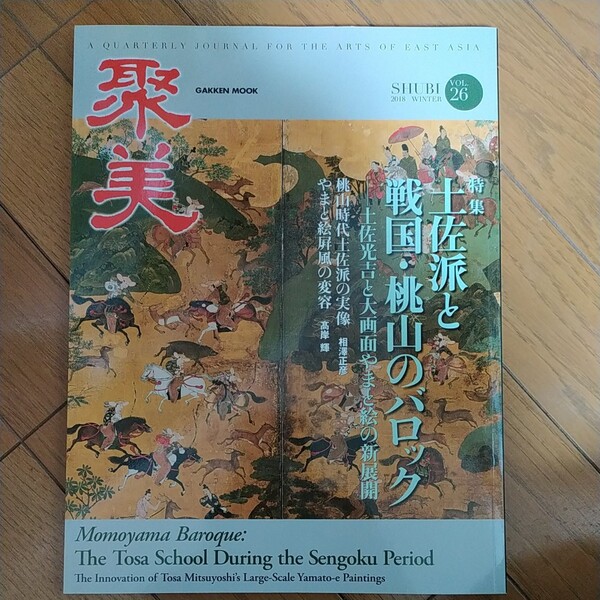 A QUARTERLY JOURNAL FOR THE ARTS OF EAST ASIA
聚美
GAKKEN MOOK
SHUBI
2018 WINTER
VOL.
26
特集
土佐派と
戦国・桃山のバロック
土佐光吉と大画面やまと絵の新展開
桃山時代土佐派の実像 相澤正彦
やまと絵屏風の変容 高岸 輝
Momoyama Baroque:
The Tosa School During the Sengoku Period
The Innovation of Tosa Mitsuyoshi's Large-Scale Yamato-e Paintings